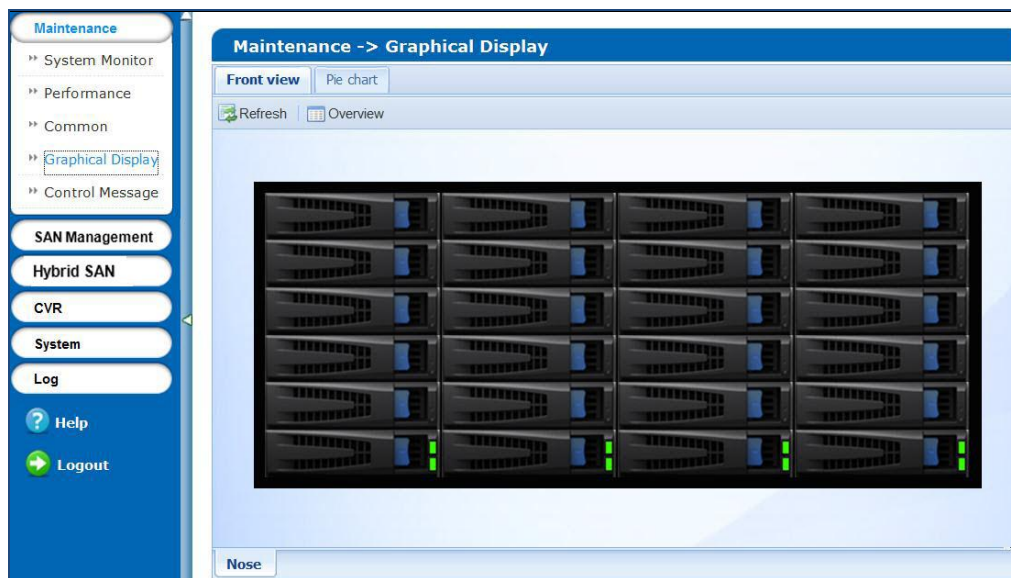 Maintenance
System Monitor
Performance
Common
Graphical Display
Control Message
SAN Management
Hybrid SAN
CVR
System
Log
Help
Logout
Maintenance -> Graphical Display
Front view
Pie chart
Refresh
Overview
Nose